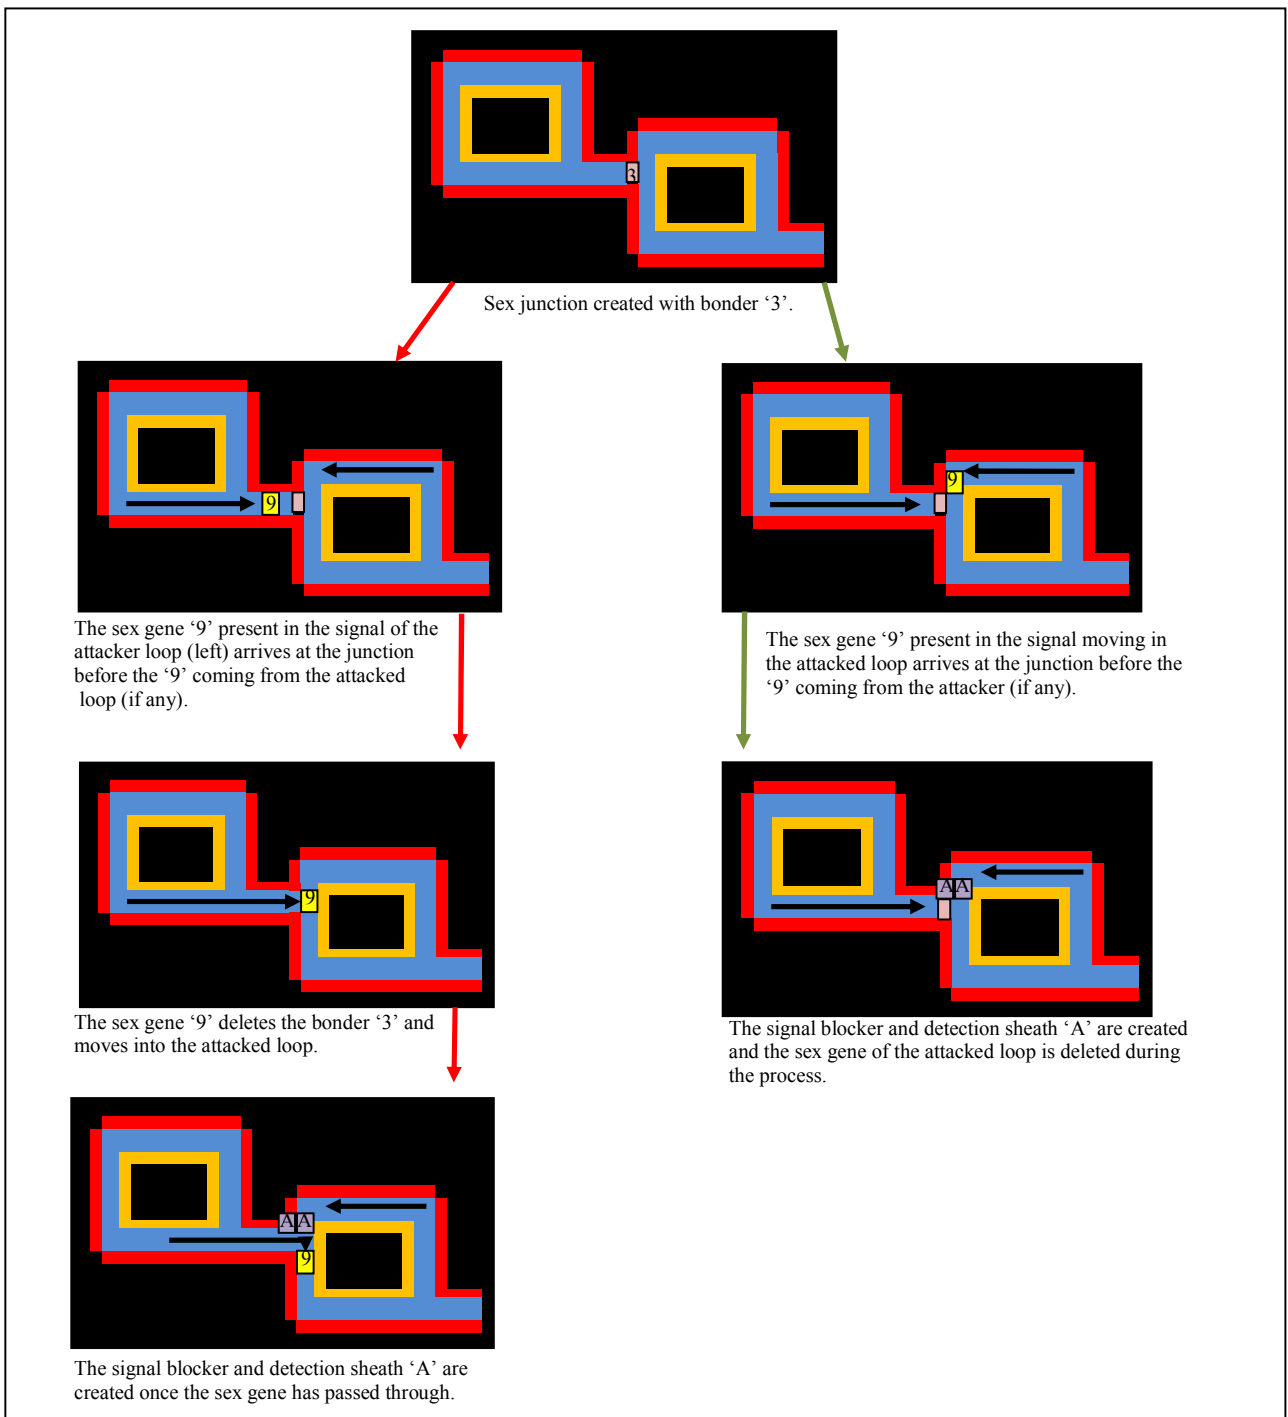 3
Sex junction created with bonder ‘3’.
9
9
The sex gene ‘9’ present in the signal of the
attacker loop (left) arrives at the junction
before the ‘9’ coming from the attacked
loop (if any).
The sex gene ‘9’ present in the signal moving in
the attacked loop arrives at the junction before the
‘9’ coming from the attacker (if any).
9
A A
The sex gene ‘9’ deletes the bonder ‘3’ and
moves into the attacked loop.
The signal blocker and detection sheath ‘A’ are created
and the sex gene of the attacked loop is deleted during
the process.
A A
9
The signal blocker and detection sheath ‘A’ are
created once the sex gene has passed through.